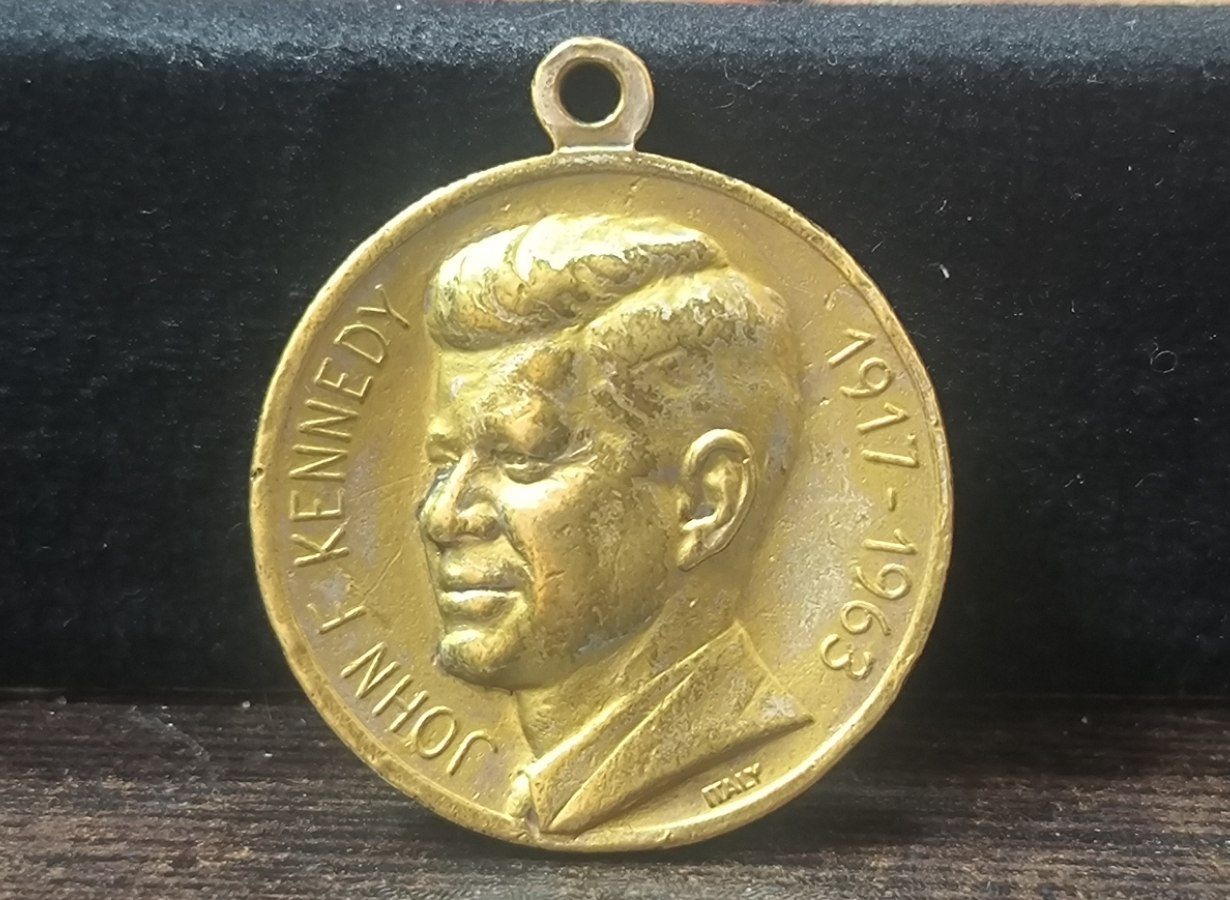 JOHN F. KENNEDY
1917-1963
ITALY